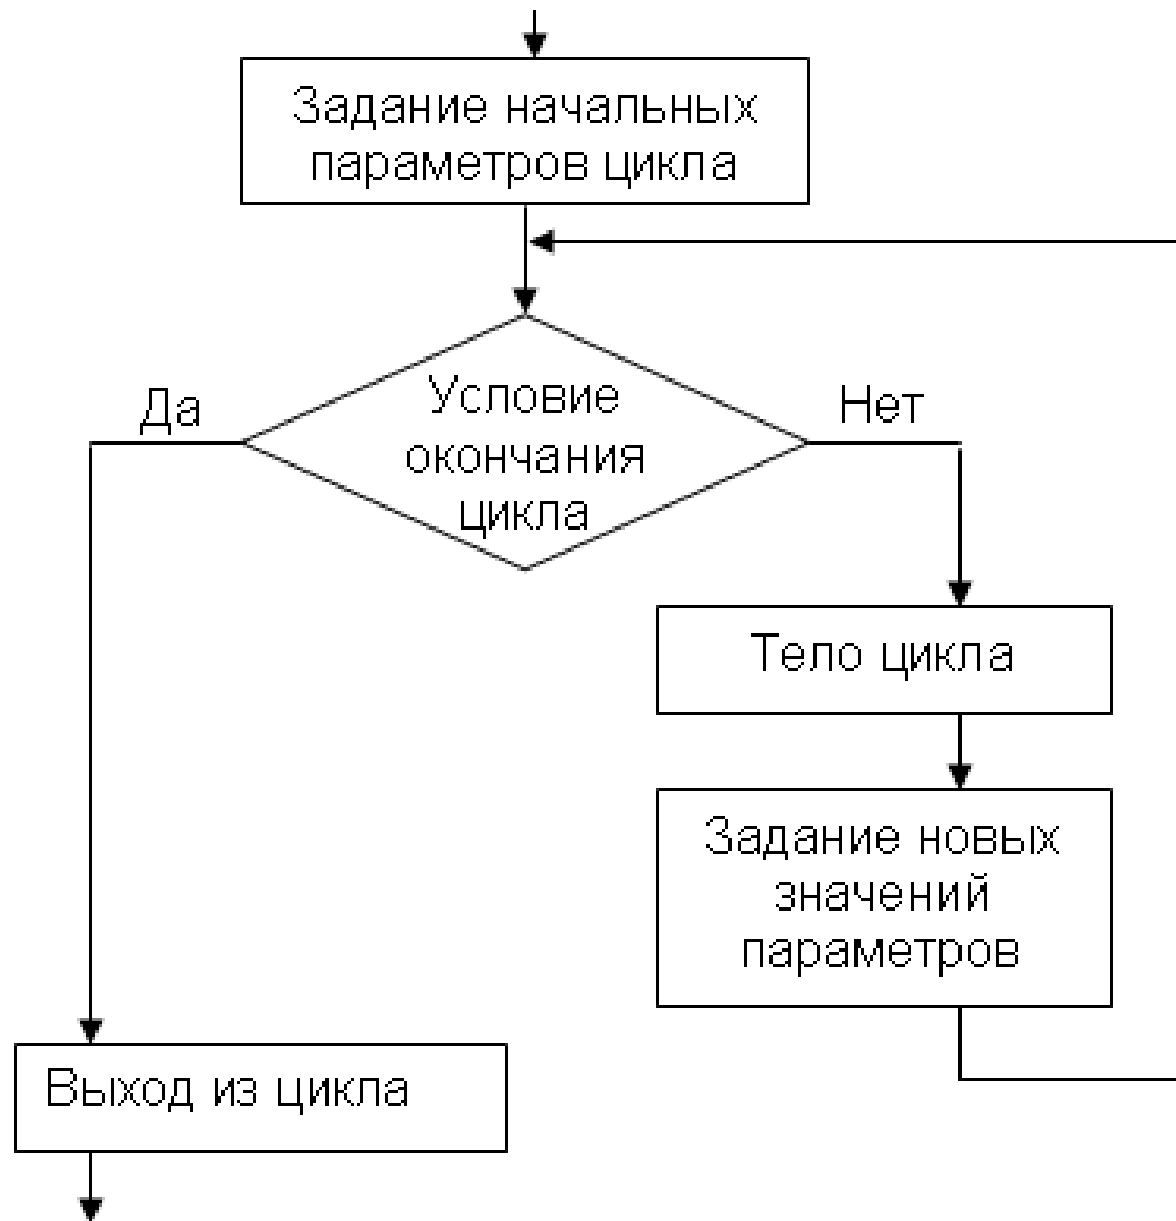 Задание начальных
параметров цикла
Да
Условие
окончания
цикла
Нет
Тело цикла
Задание новых
значений
параметров
Выход из цикла